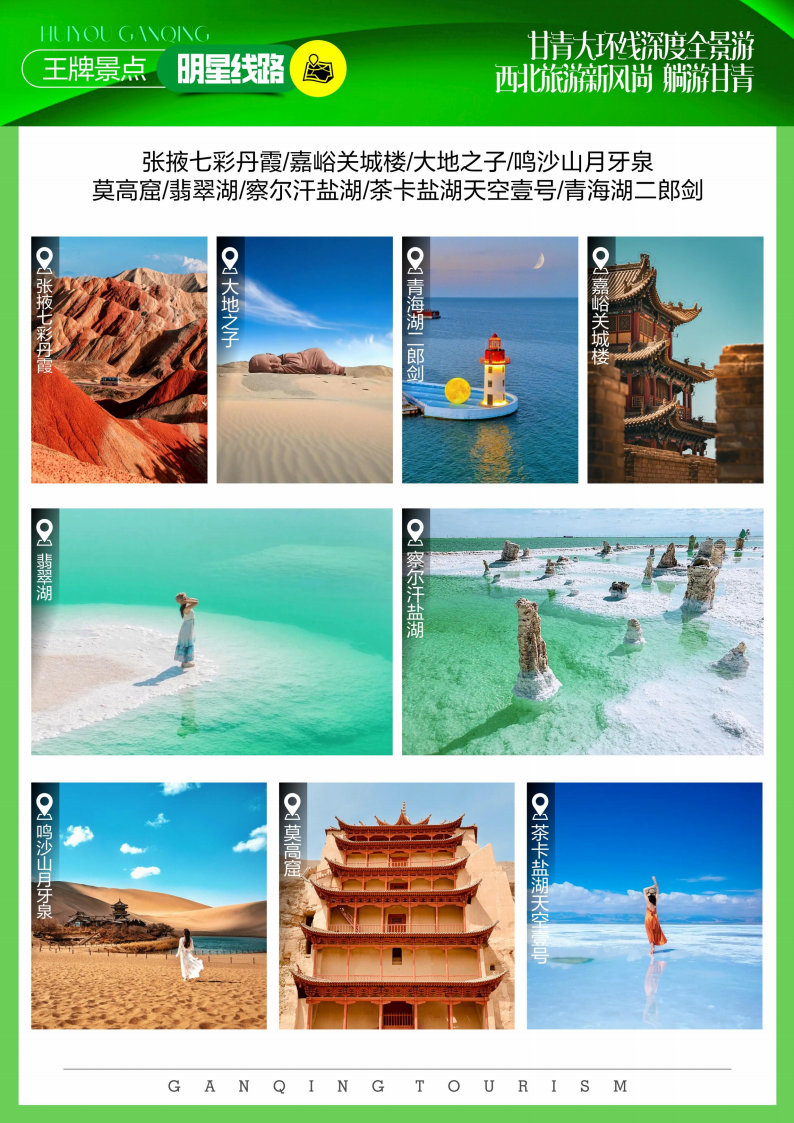 HUIYOU GANQING
王牌景点 明星线路
甘青大环线深度全景游
西北旅游新风尚 躺游甘青
张掖七彩丹霞/嘉峪关城楼/大地之子/鸣沙山月牙泉
莫高窟/翡翠湖/察尔汗盐湖/茶卡盐湖天空壹号/青海湖二郎剑
张掖七彩丹霞
大地之子
青海湖二郎剑
嘉峪关城楼
翡翠湖
察尔汗盐湖
鸣沙山月牙泉
莫高窟
茶卡盐湖天空壹号
GANQING TOURISM